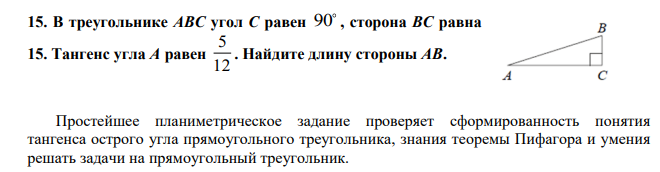 15. В треугольнике ABC угол C равен 90°, сторона BC равна
15. Тангенс угла A равен 5/12. Найдите длину стороны AB.
B
A C
Простейшее планиметрическое задание проверяет сформированность понятия
тангенса острого угла прямоугольного треугольника, знания теоремы Пифагора и умения
решать задачи на прямоугольный треугольник.